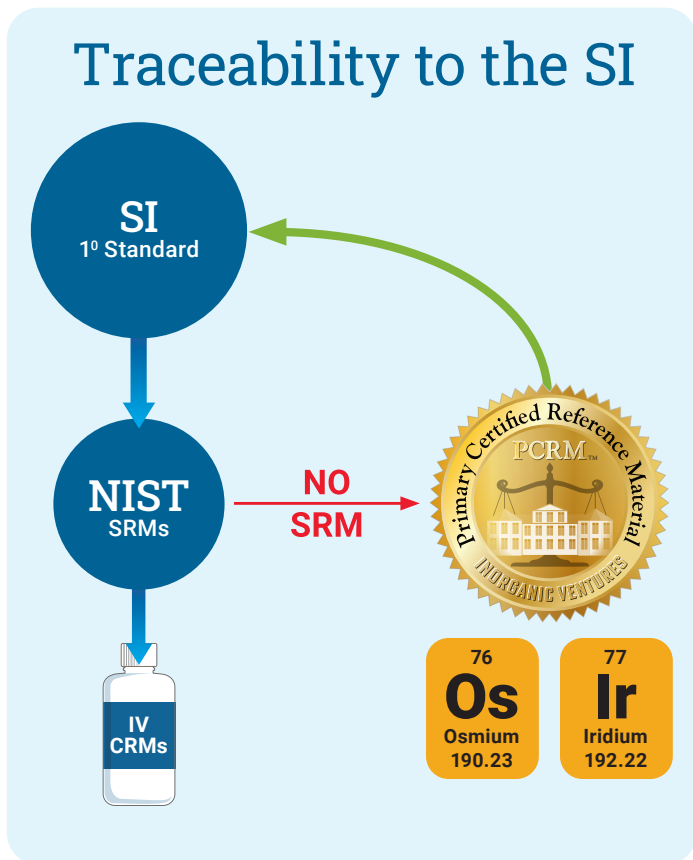 Traceability to the SI
SI
1⁰ Standard
NIST
SRMs
NO
SRM
Primary Certified Reference Material
PCRM™
INORGANIC VENTURES
IV
CRMs
76
Os
Osmium
190.23
77
Ir
Iridium
192.22